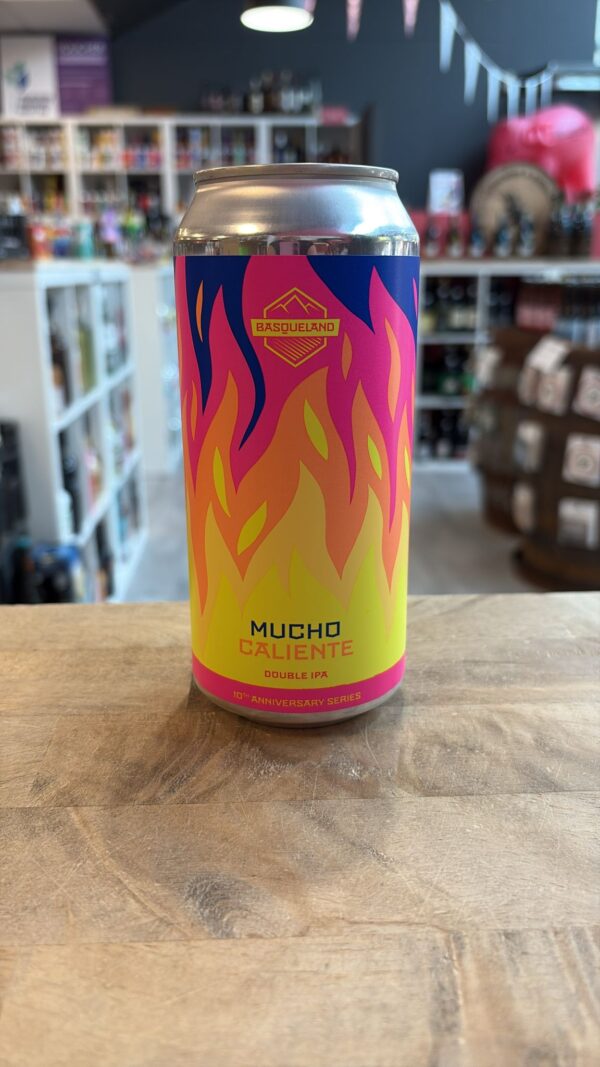 BASQUELAND
MUCHO
CALIENTE
DOUBLE IPA
10TH ANNIVERSARY SERIES